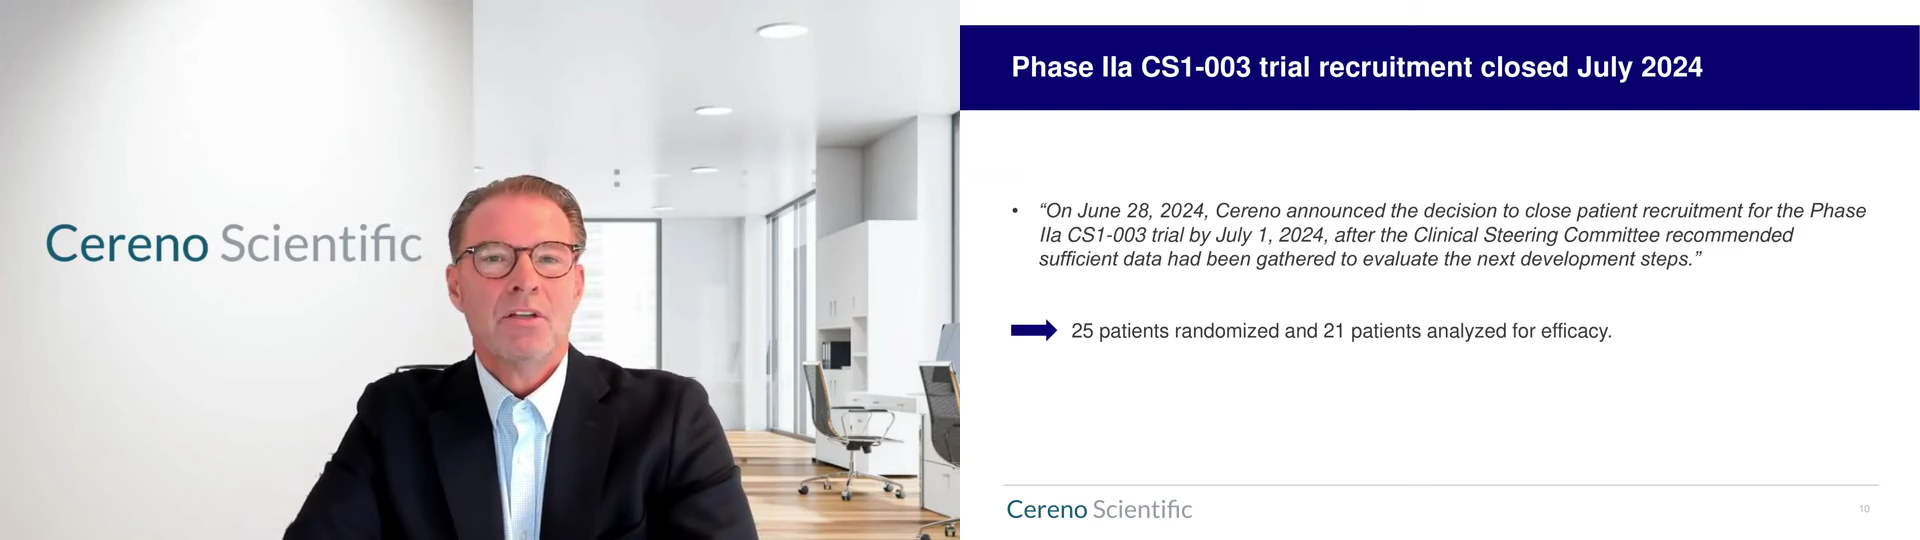 Cereno Scientific
Phase IIa CS1-003 trial recruitment closed July 2024
• “On June 28, 2024, Cereno announced the decision to close patient recruitment for the Phase
IIa CS1-003 trial by July 1, 2024, after the Clinical Steering Committee recommended
sufficient data had been gathered to evaluate the next development steps.”
25 patients randomized and 21 patients analyzed for efficacy.
Cereno Scientific
10